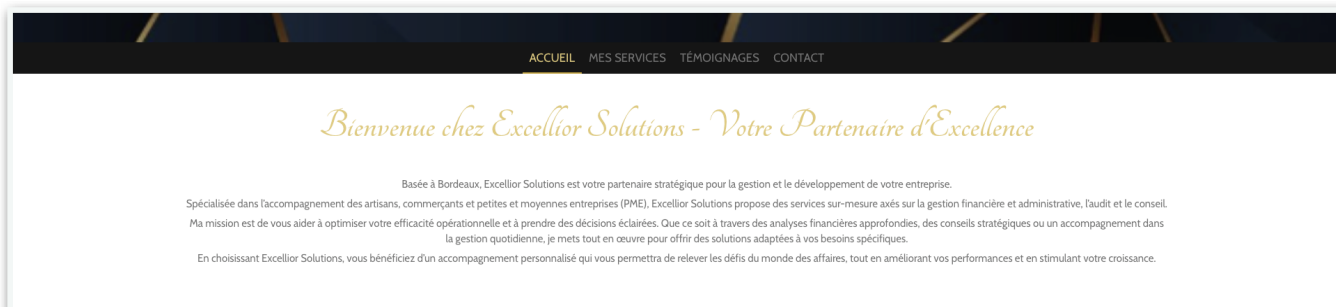 ACCUEIL MES SERVICES TÉMOIGNAGES CONTACT
Bienvenue chez Excellior Solutions - Votre Partenaire d'Excellence
Basée à Bordeaux, Excellior Solutions est votre partenaire stratégique pour la gestion et le développement de votre entreprise.
Spécialisée dans l'accompagnement des artisans, commerçants et petites et moyennes entreprises (PME), Excellior Solutions propose des services sur-mesure axés sur la gestion financière et administrative, l'audit et le conseil.
Ma mission est de vous aider à optimiser votre efficacité opérationnelle et à prendre des décisions éclairées. Que ce soit à travers des analyses financières approfondies, des conseils stratégiques ou un accompagnement dans
la gestion quotidienne, je mets tout en œuvre pour offrir des solutions adaptées à vos besoins spécifiques.
En choisissant Excellior Solutions, vous bénéficiez d'un accompagnement personnalisé qui vous permettra de relever les défis du monde des affaires, tout en améliorant vos performances et en stimulant votre croissance.